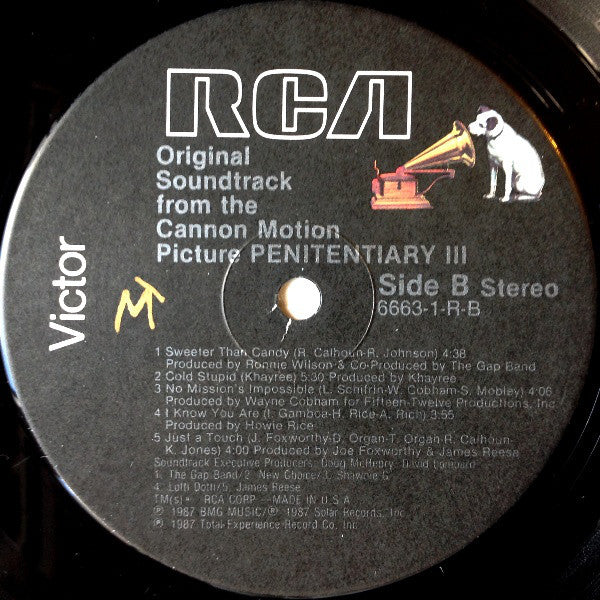 RCA
Original
Soundtrack
from the
Cannon Motion
Picture PENITENTIARY III
Victor
Side B Stereo
6663-1-R-B
1 Sweeter Than Candy (R. Calhoun-R. Johnson) 4:38
Produced by Ronnie Wilson & Co-Produced by The Gap Band
2 Cold Stupid (Khayree) 5:30 Produced by Khayree
3 No Mission's Impossible (L. Schifrin-W. Cobham-S. Mobley) 4:06
Produced by Wayne Cobham for Fifteen-Twelve Productions, Inc.
4 I Know You Are (I. Gamboa-H. Rice-A. Rich) 3:55
Produced by Howie Rice
5 Just a Touch (J. Foxworthy-D. Organ-T. Organ-R. Calhoun-
K. Jones) 4:00 Produced by Joe Foxworthy & James Reese
Soundtrack Executive Producers: Doug McHenry, David
1. The Gap Band/2. New Choice/3.
4. Lotti Dotti/5. James Reese
TM(s)® RCA CORP — MADE IN U.S.A
℗ 1987 BMG MUSIC/℗ 1987 Solar Records, Inc
℗ 1987 Total Experience Record Co. Inc